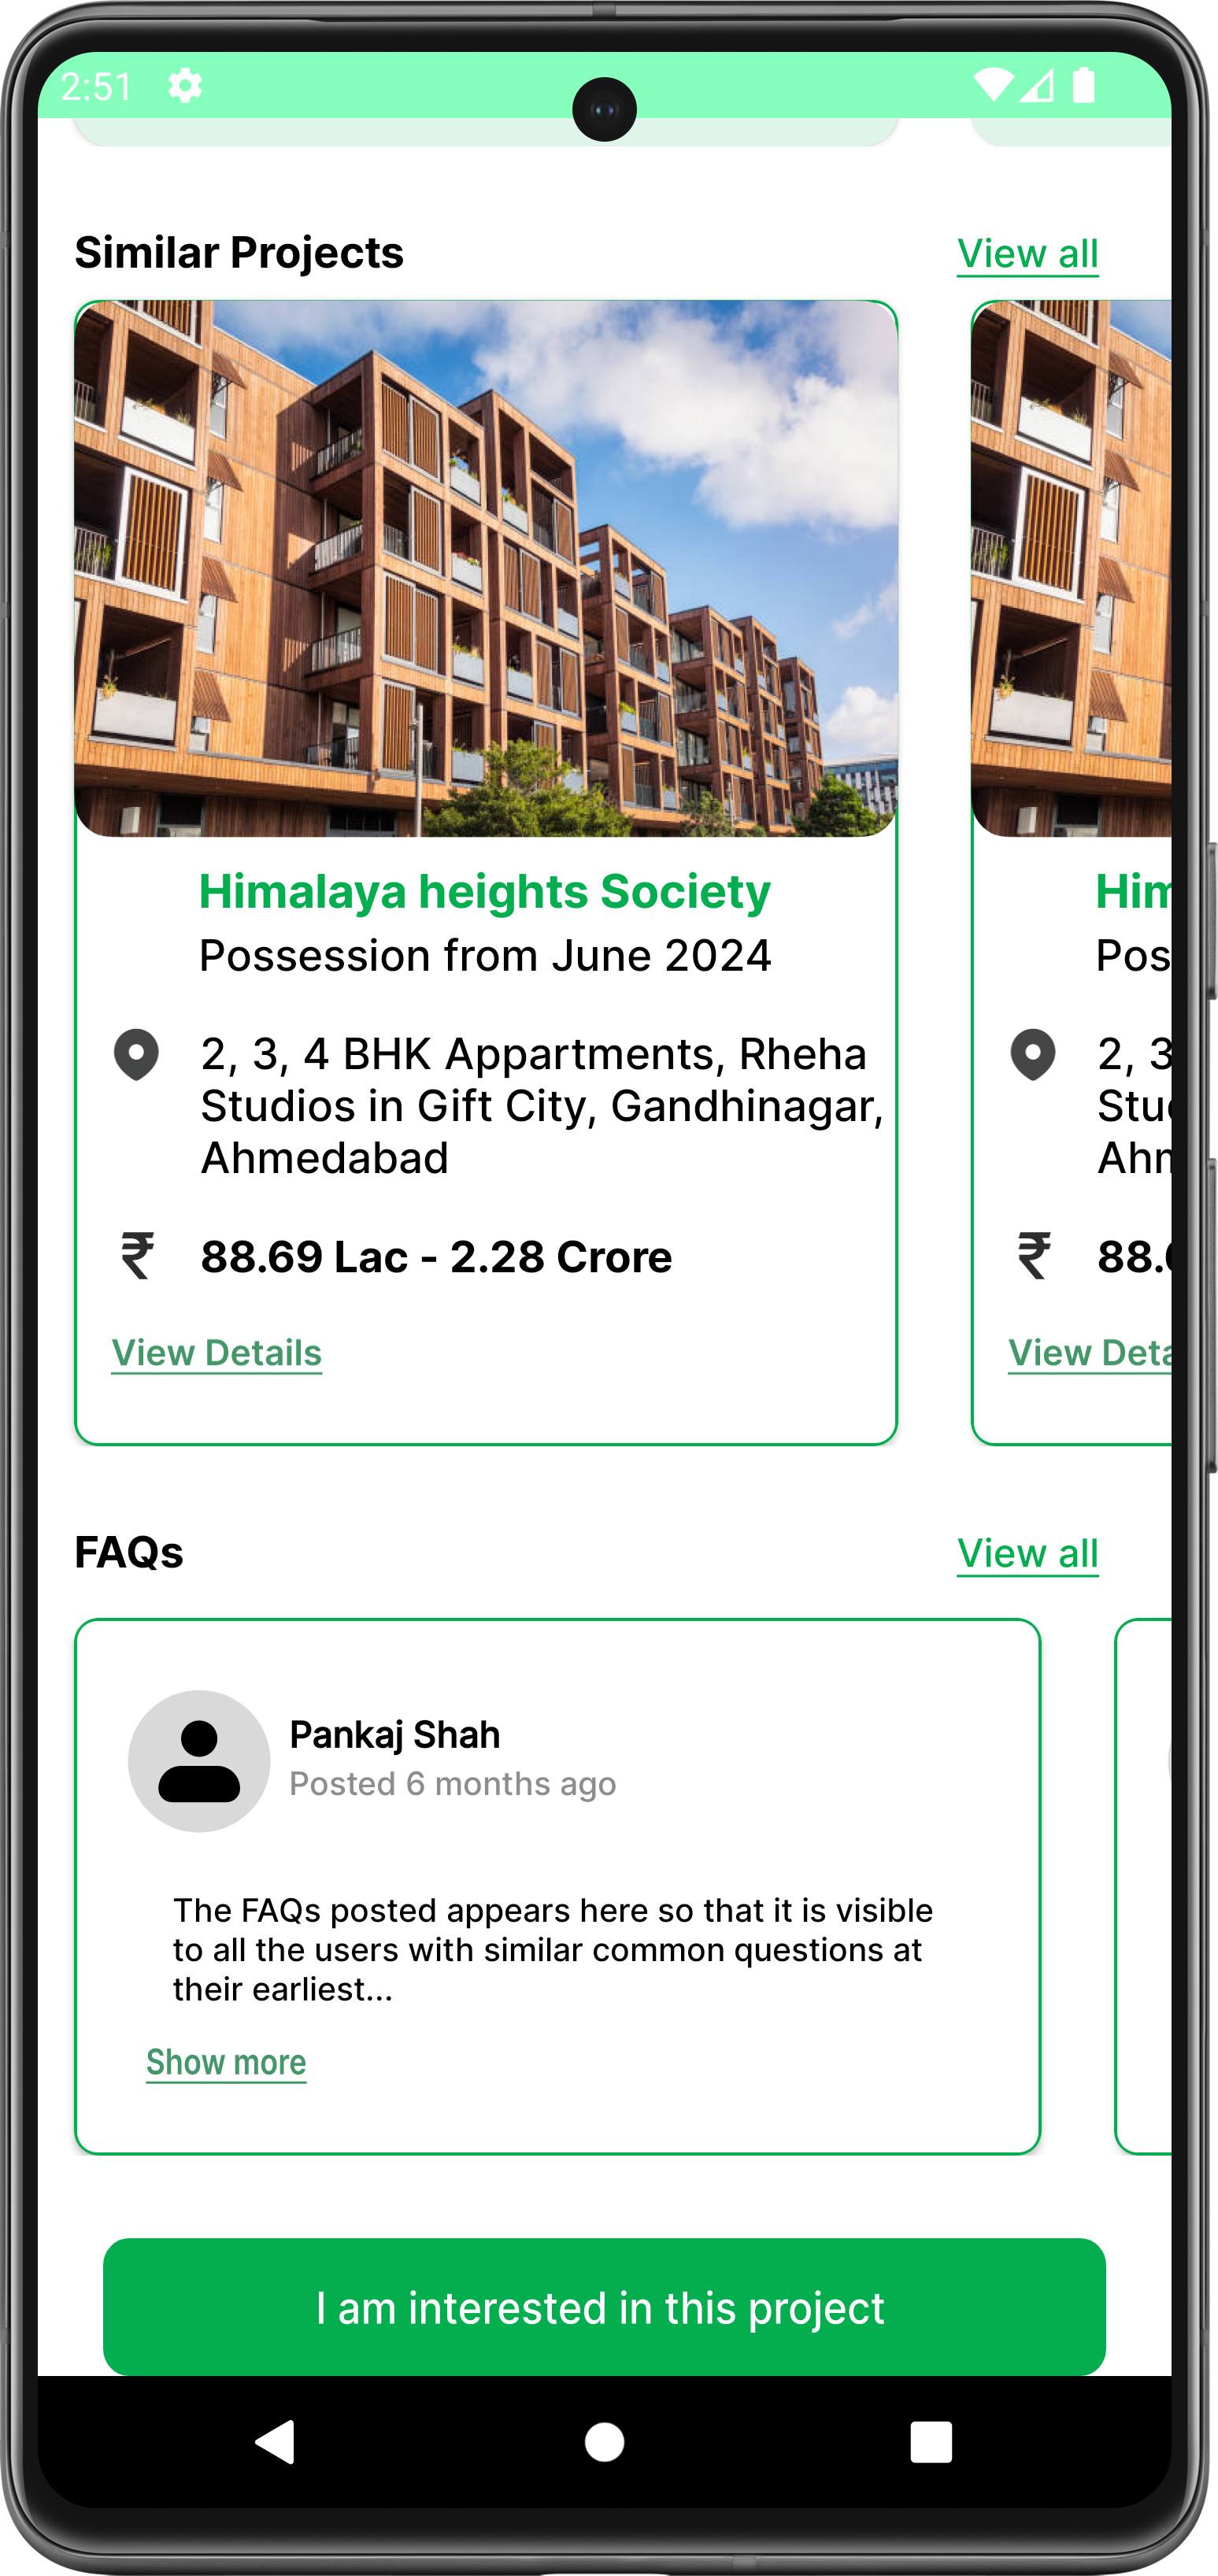 2:51
Similar Projects
View all
Himalaya heights Society
Possession from June 2024
2, 3, 4 BHK Appartments, Rheha
Studios in Gift City, Gandhinagar,
Ahmedabad
₹ 88.69 Lac - 2.28 Crore
View Details
Him
Pos
2, 3
Stu
Ahm
₹ 88.
View Deta
FAQs
View all
Pankaj Shah
Posted 6 months ago
The FAQs posted appears here so that it is visible
to all the users with similar common questions at
their earliest...
Show more
I am interested in this project